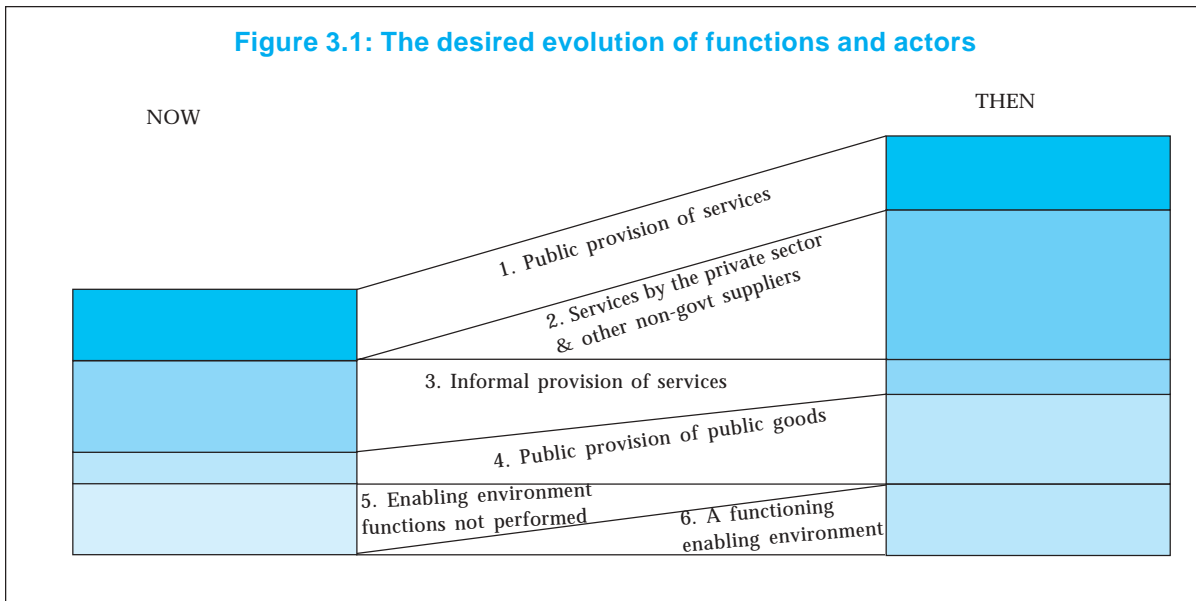 Figure 3.1: The desired evolution of functions and actors
NOW
THEN
1. Public provision of services
2. Services by the private sector
& other non-govt suppliers
3. Informal provision of services
4. Public provision of public goods
5. Enabling environment
functions not performed
6. A functioning
enabling environment